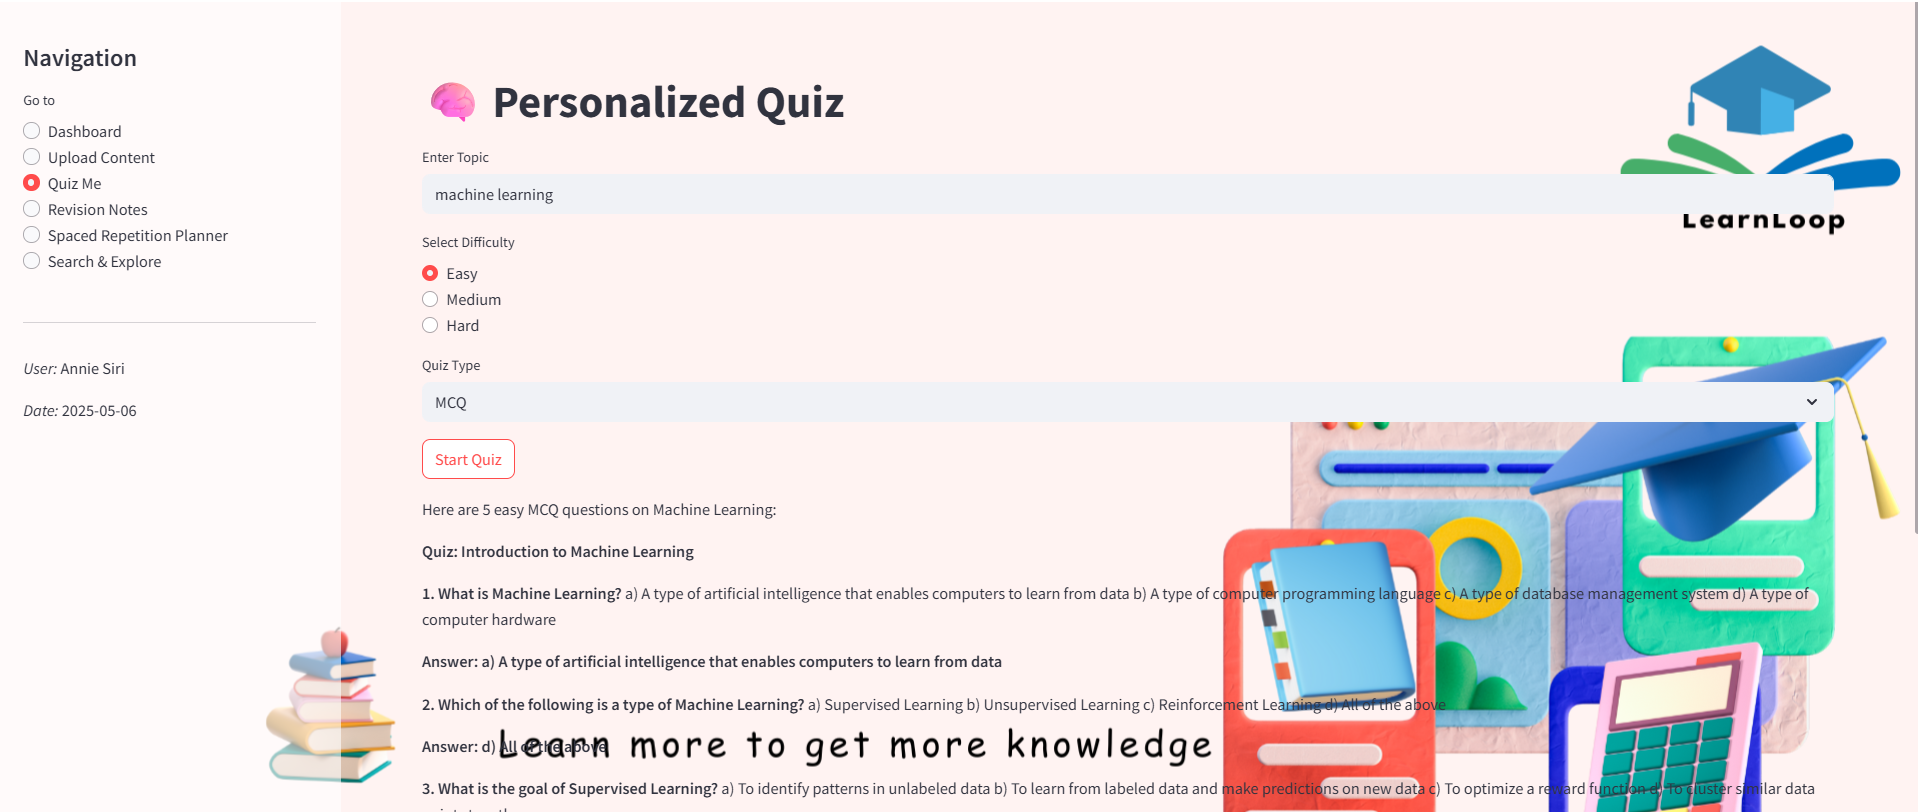 Navigation
Go to
Dashboard
Upload Content
Quiz Me
Revision Notes
Spaced Repetition Planner
Search & Explore
User: Annie Siri
Date: 2025-05-06
Personalized Quiz
LearnLoop
Enter Topic
machine learning
Select Difficulty
Easy
Medium
Hard
Quiz Type
MCQ
Start Quiz
Here are 5 easy MCQ questions on Machine Learning:
Quiz: Introduction to Machine Learning
1. What is Machine Learning? a) A type of artificial intelligence that enables computers to learn from data b) A type of computer programming language c) A type of database management system d) A type of
computer hardware
Answer: a) A type of artificial intelligence that enables computers to learn from data
2. Which of the following is a type of Machine Learning? a) Supervised Learning b) Unsupervised Learning c) Reinforcement Learning d) All of the above
Answer: d) All of the above
Learn more to get more knowledge
3. What is the goal of Supervised Learning? a) To identify patterns in unlabeled data b) To learn from labeled data and make predictions on new data c) To optimize a reward function d) To cluster similar data